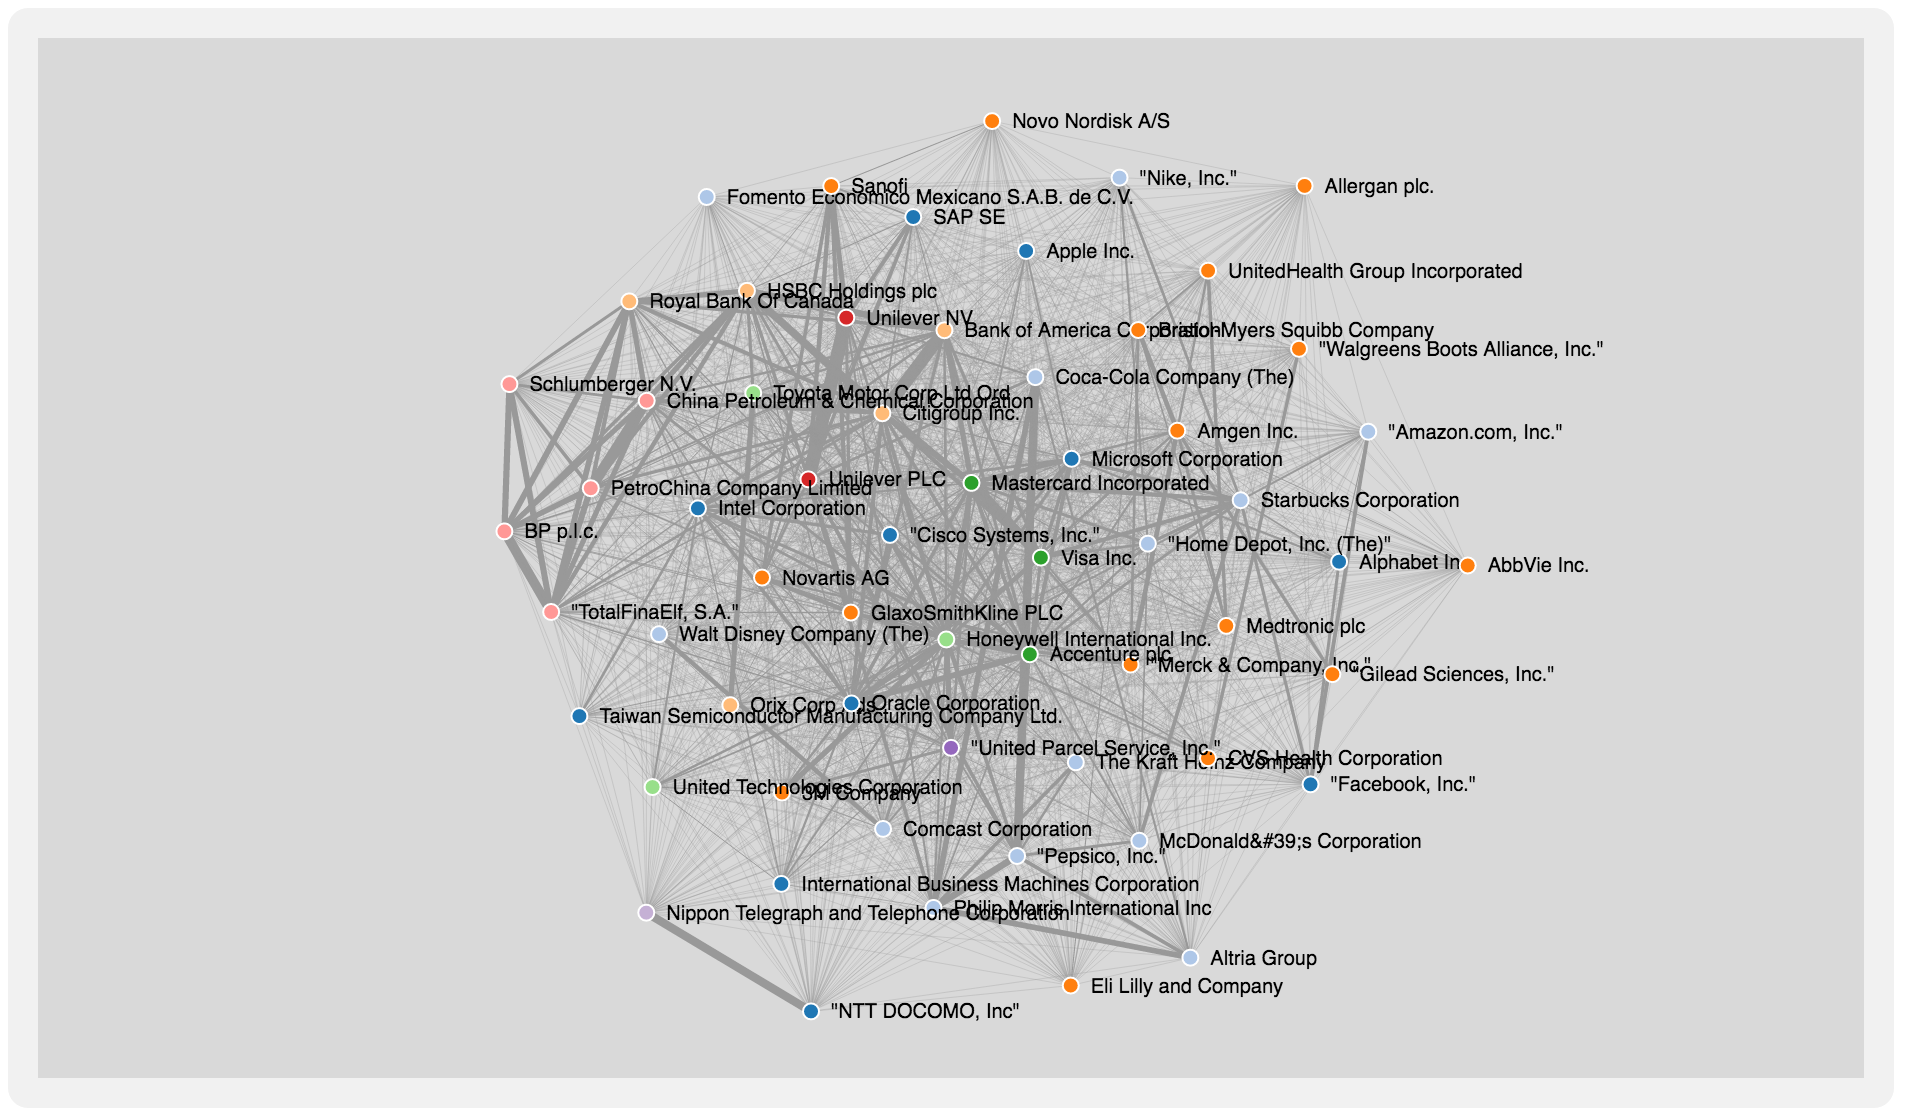 Novo Nordisk A/S
"Nike, Inc."
Sanofi
Allergan plc.
Fomento Economico Mexicano S.A.B. de C.V.
SAP SE
Apple Inc.
UnitedHealth Group Incorporated
HSBC Holdings plc
Royal Bank Of Canada
Unilever NV
Bank of America Corporation
Bristol-Myers Squibb Company
"Walgreens Boots Alliance, Inc."
Coca-Cola Company (The)
Schlumberger N.V.
Toyota Motor Corp Ltd Ord
China Petroleum & Chemical Corporation
Citigroup Inc.
Amgen Inc.
"Amazon.com, Inc."
Microsoft Corporation
Unilever PLC
Mastercard Incorporated
PetroChina Company Limited
Starbucks Corporation
Intel Corporation
BP p.l.c.
"Cisco Systems, Inc."
"Home Depot, Inc. (The)"
Visa Inc.
Alphabet Inc.
AbbVie Inc.
Novartis AG
"TotalFinaElf, S.A."
GlaxoSmithKline PLC
Medtronic plc
Walt Disney Company (The)
Honeywell International Inc.
Accenture plc.
"Merck & Company, Inc."
"Gilead Sciences, Inc."
Orix Corp Ads
Oracle Corporation
Taiwan Semiconductor Manufacturing Company Ltd.
"United Parcel Service, Inc."
CVS Health Corporation
The Kraft Heinz Company
"Facebook, Inc."
United Technologies Corporation
3M Company
Comcast Corporation
McDonald&#39;s Corporation
"Pepsico, Inc."
International Business Machines Corporation
Philip Morris International Inc
Nippon Telegraph and Telephone Corporation
Altria Group
Eli Lilly and Company
"NTT DOCOMO, Inc"